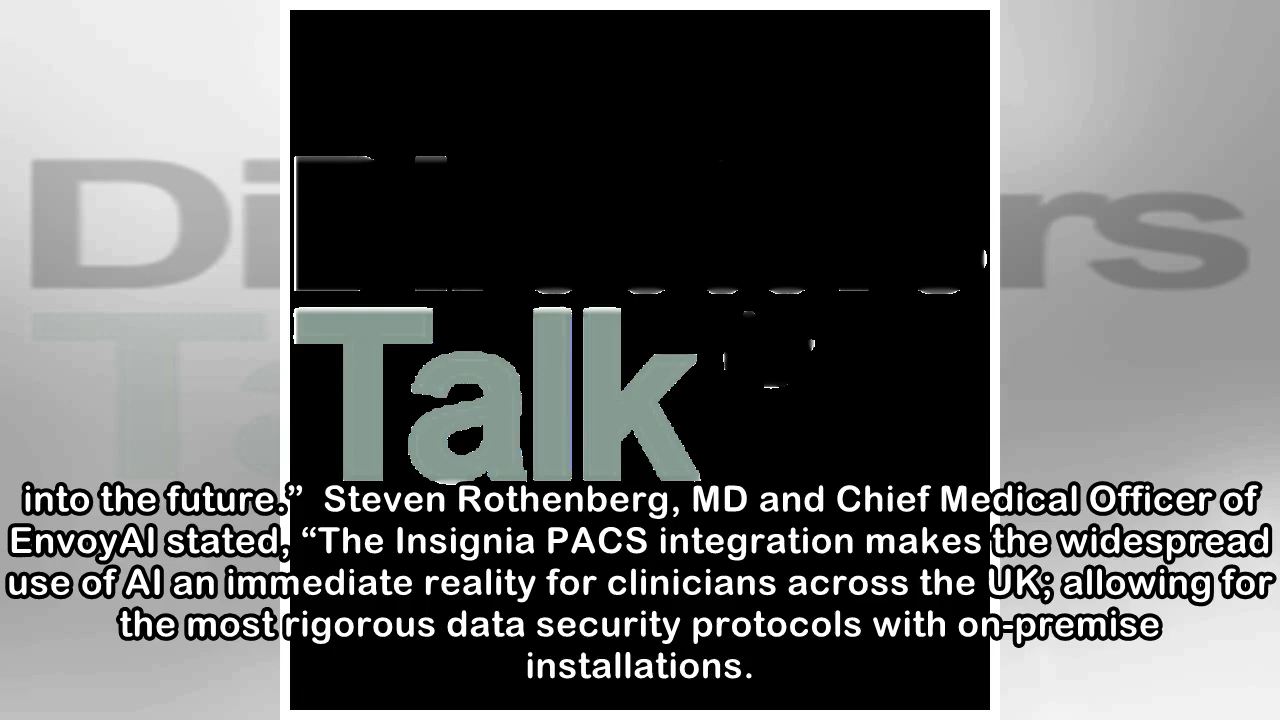 Talk
into the future.”  Steven Rothenberg, MD and Chief Medical Officer of
EnvoyAI stated, “The Insignia PACS integration makes the widespread
use of AI an immediate reality for clinicians across the UK; allowing for
the most rigorous data security protocols with on-premise
installations.